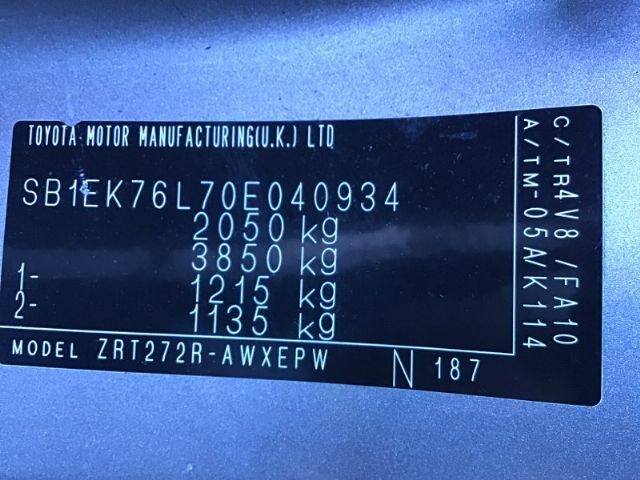 TOYOTA MOTOR MANUFACTURING(U.K.) LTD
SB1EK76L70E040934
2050 kg
3850 kg
1- 1215 kg
2- 1135 kg
MODEL ZRT272R-AWXEPW N 187
C/TR4V8 /FA10
A/TM-05A/K114